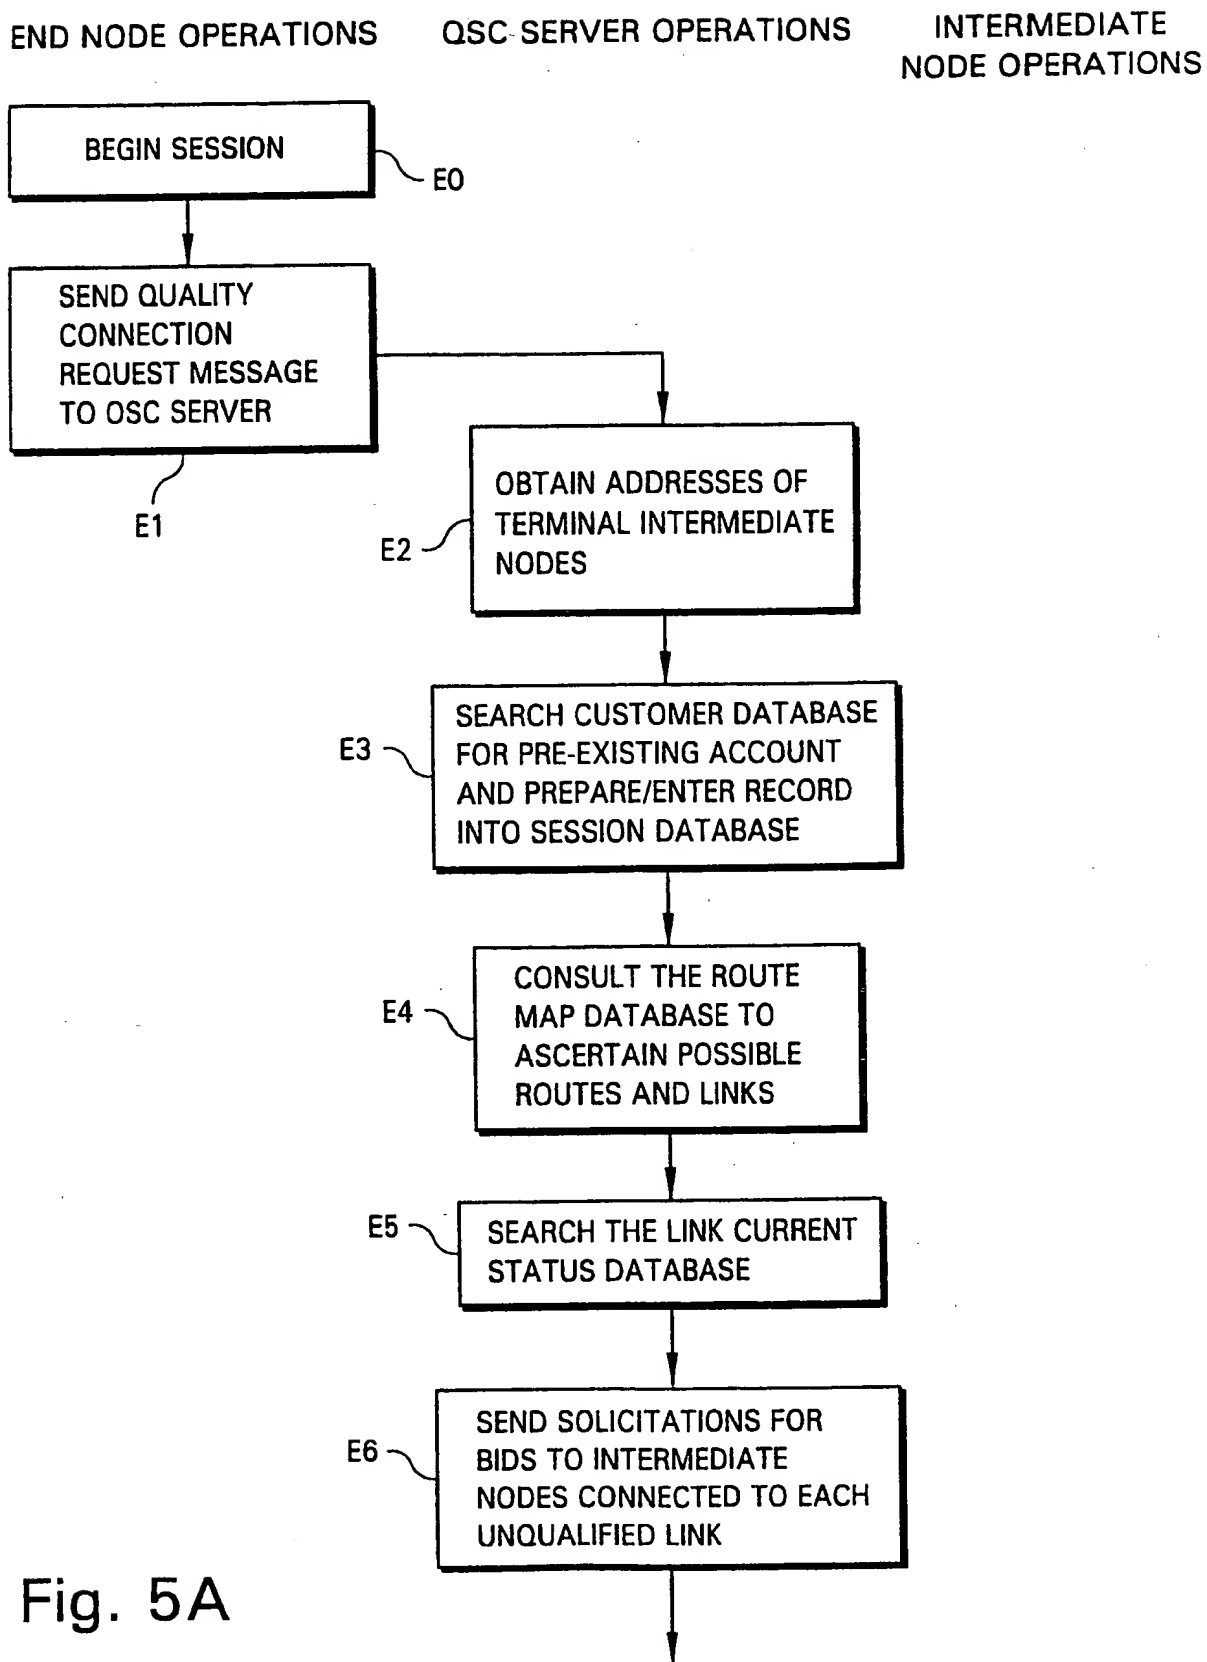 END NODE OPERATIONS
QSC SERVER OPERATIONS
INTERMEDIATE
NODE OPERATIONS
BEGIN SESSION
E0
SEND QUALITY
CONNECTION
REQUEST MESSAGE
TO OSC SERVER
E1
OBTAIN ADDRESSES OF
TERMINAL INTERMEDIATE
NODES
E2
SEARCH CUSTOMER DATABASE
FOR PRE-EXISTING ACCOUNT
AND PREPARE/ENTER RECORD
INTO SESSION DATABASE
E3
CONSULT THE ROUTE
MAP DATABASE TO
ASCERTAIN POSSIBLE
ROUTES AND LINKS
E4
SEARCH THE LINK CURRENT
STATUS DATABASE
E5
SEND SOLICITATIONS FOR
BIDS TO INTERMEDIATE
NODES CONNECTED TO EACH
UNQUALIFIED LINK
E6
Fig. 5A